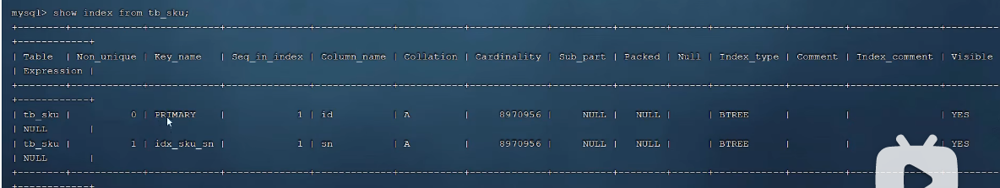 mysql> show index from tb_sku;
+--------+------------+------------+--------------+-------------+-----------+-------------+----------+--------+------+------------+---------+---------------+---------
+------------+
| Table  | Non_unique | Key_name   | Seq_in_index | Column_name | Collation | Cardinality | Sub_part | Packed | Null | Index_type | Comment | Index_comment | Visible
| Expression |
+--------+------------+------------+--------------+-------------+-----------+-------------+----------+--------+------+------------+---------+---------------+---------
+------------+
| tb_sku |          0 | PRIMARY    |            1 | id          | A         |     8970956 |     NULL |   NULL |      | BTREE      |         |               | YES
| NULL       |
| tb_sku |          1 | idx_sku_sn |            1 | sn          | A         |     8970956 |     NULL |   NULL |      | BTREE      |         |               | YES
| NULL       |
+--------+------------+------------+--------------+-------------+-----------+-------------+----------+--------+------+------------+---------+---------------+---------
+------------+